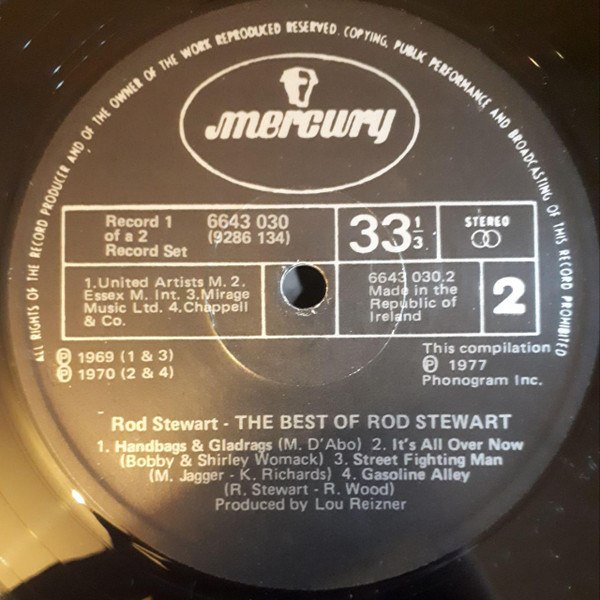 ALL RIGHTS OF THE RECORD PRODUCER AND OF THE OWNER OF THE WORK REPRODUCED RESERVED. COPYING, PUBLIC PERFORMANCE AND BROADCASTING OF THIS RECORD PROHIBITED
mercury
Record 1
of a 2
Record Set
6643 030
(9286 134)
33 1/3
STEREO
1.United Artists M. 2.
Essex M. Int. 3.Mirage
Music Ltd. 4.Chappell
& Co.
6643 030.2
Made in the
Republic of
Ireland
2
Ⓟ 1969 (1 & 3)
Ⓟ 1970 (2 & 4)
This compilation
Ⓟ 1977
Phonogram Inc.
Rod Stewart - THE BEST OF ROD STEWART
1. Handbags & Gladrags (M. D'Abo) 2. It's All Over Now
(Bobby & Shirley Womack) 3. Street Fighting Man
(M. Jagger - K. Richards) 4. Gasoline Alley
(R. Stewart - R. Wood)
Produced by Lou Reizner